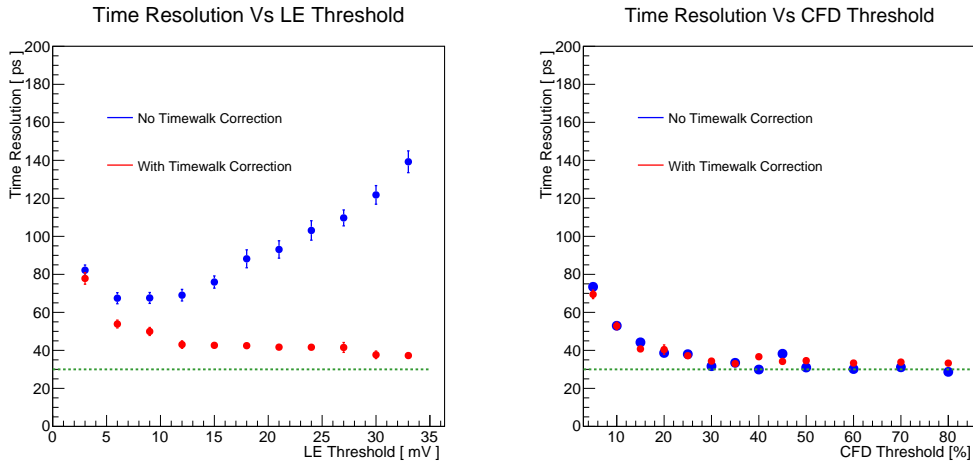 Time Resolution Vs LE Threshold
Time Resolution [ ps ]
200
180
160
140
120
100
80
60
40
20
0
No Timewalk Correction
With Timewalk Correction
0 5 10 15 20 25 30 35
LE Threshold [ mV ]
Time Resolution Vs CFD Threshold
Time Resolution [ ps ]
200
180
160
140
120
100
80
60
40
20
0
No Timewalk Correction
With Timewalk Correction
10 20 30 40 50 60 70 80
CFD Threshold [%]